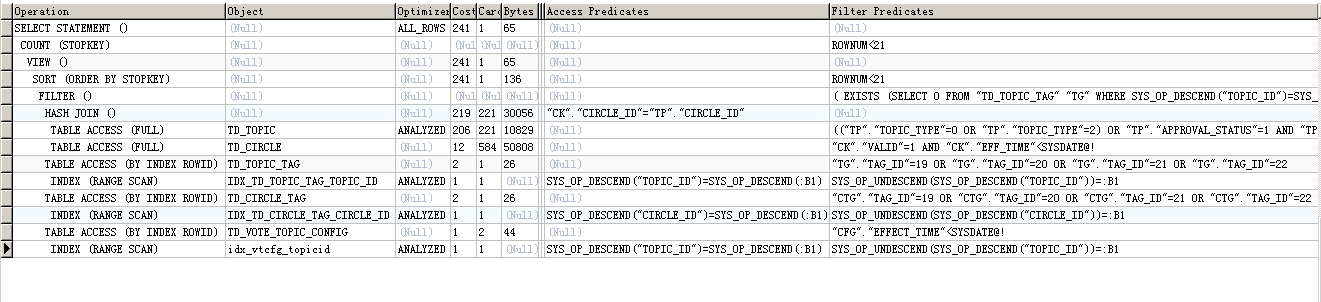 Operation Object Optimizer Cost Card Bytes Access Predicates Filter Predicates
SELECT STATEMENT () (Null) ALL_ROWS 241 1 65 (Null) (Null)
COUNT (STOPKEY) (Null) (Null) (Nul (Nul (Null) (Null) ROWNUM<21
VIEW () (Null) (Null) 241 1 65 (Null) (Null)
SORT (ORDER BY STOPKEY) (Null) (Null) 241 1 136 (Null) ROWNUM<21
FILTER () (Null) (Null) (Nul (Nul (Null) (Null) ( EXISTS (SELECT 0 FROM "TD_TOPIC_TAG" "TG" WHERE SYS_OP_DESCEND("TOPIC_ID")=SYS_
HASH JOIN () (Null) (Null) 219 221 30056 "CK"."CIRCLE_ID"="TP"."CIRCLE_ID" (Null)
TABLE ACCESS (FULL) TD_TOPIC ANALYZED 206 221 10829 (Null) (("TP"."TOPIC_TYPE"=0 OR "TP"."TOPIC_TYPE"=2) OR "TP"."APPROVAL_STATUS"=1 AND "TP
TABLE ACCESS (FULL) TD_CIRCLE ANALYZED 12 584 50808 (Null) "CK"."VALID"=1 AND "CK"."EFF_TIME"<SYSDATE@!
TABLE ACCESS (BY INDEX ROWID) TD_TOPIC_TAG ANALYZED 2 1 26 (Null) "TG"."TAG_ID"=19 OR "TG"."TAG_ID"=20 OR "TG"."TAG_ID"=21 OR "TG"."TAG_ID"=22
INDEX (RANGE SCAN) IDX_TD_TOPIC_TAG_TOPIC_ID ANALYZED 1 1 (Null) SYS_OP_DESCEND("TOPIC_ID")=SYS_OP_DESCEND(:B1) SYS_OP_UNDESCEND(SYS_OP_DESCEND("TOPIC_ID"))=:B1
TABLE ACCESS (BY INDEX ROWID) TD_CIRCLE_TAG ANALYZED 2 1 26 (Null) "CTG"."TAG_ID"=19 OR "CTG"."TAG_ID"=20 OR "CTG"."TAG_ID"=21 OR "CTG"."TAG_ID"=22
INDEX (RANGE SCAN) IDX_TD_CIRCLE_TAG_CIRCLE_ID ANALYZED 1 1 (Null) SYS_OP_DESCEND("CIRCLE_ID")=SYS_OP_DESCEND(:B1) SYS_OP_UNDESCEND(SYS_OP_DESCEND("CIRCLE_ID"))=:B1
TABLE ACCESS (BY INDEX ROWID) TD_VOTE_TOPIC_CONFIG ANALYZED 1 2 44 (Null) "CFG"."EFFECT_TIME"<SYSDATE@!
INDEX (RANGE SCAN) idx_vtcfg_topicid ANALYZED 1 1 (Null) SYS_OP_DESCEND("TOPIC_ID")=SYS_OP_DESCEND(:B1) SYS_OP_UNDESCEND(SYS_OP_DESCEND("TOPIC_ID"))=:B1